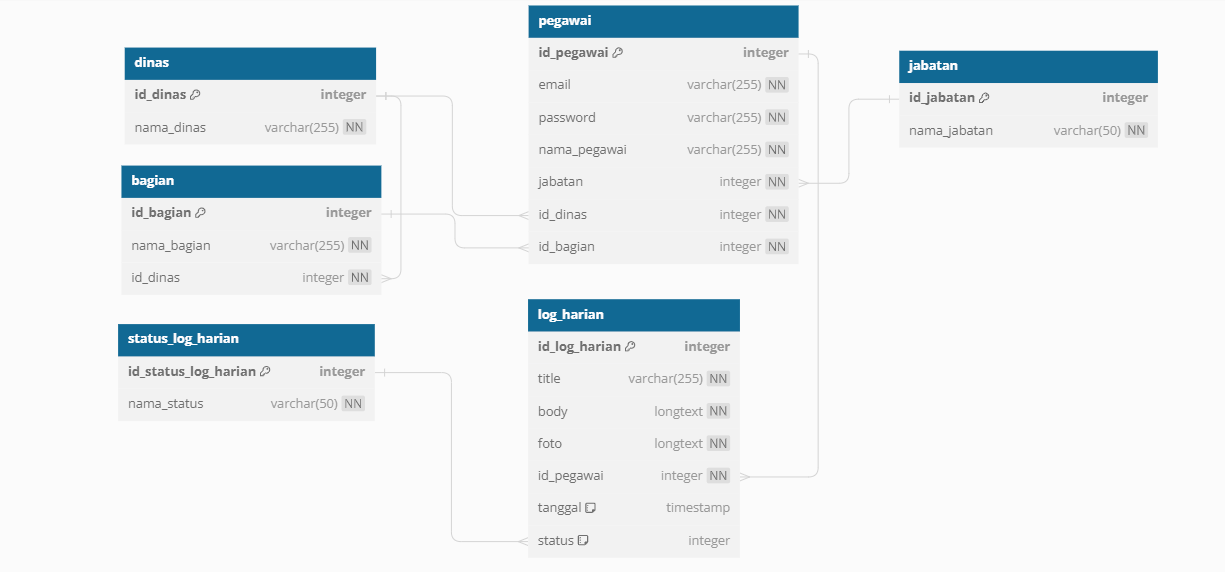 dinas
id_dinas integer
nama_dinas varchar(255) NN
bagian
id_bagian integer
nama_bagian varchar(255) NN
id_dinas integer NN
status_log_harian
id_status_log_harian integer
nama_status varchar(50) NN
pegawai
id_pegawai integer
email varchar(255) NN
password varchar(255) NN
nama_pegawai varchar(255) NN
jabatan integer NN
id_dinas integer NN
id_bagian integer NN
log_harian
id_log_harian integer
title varchar(255) NN
body longtext NN
foto longtext NN
id_pegawai integer NN
tanggal timestamp
status integer
jabatan
id_jabatan integer
nama_jabatan varchar(50) NN